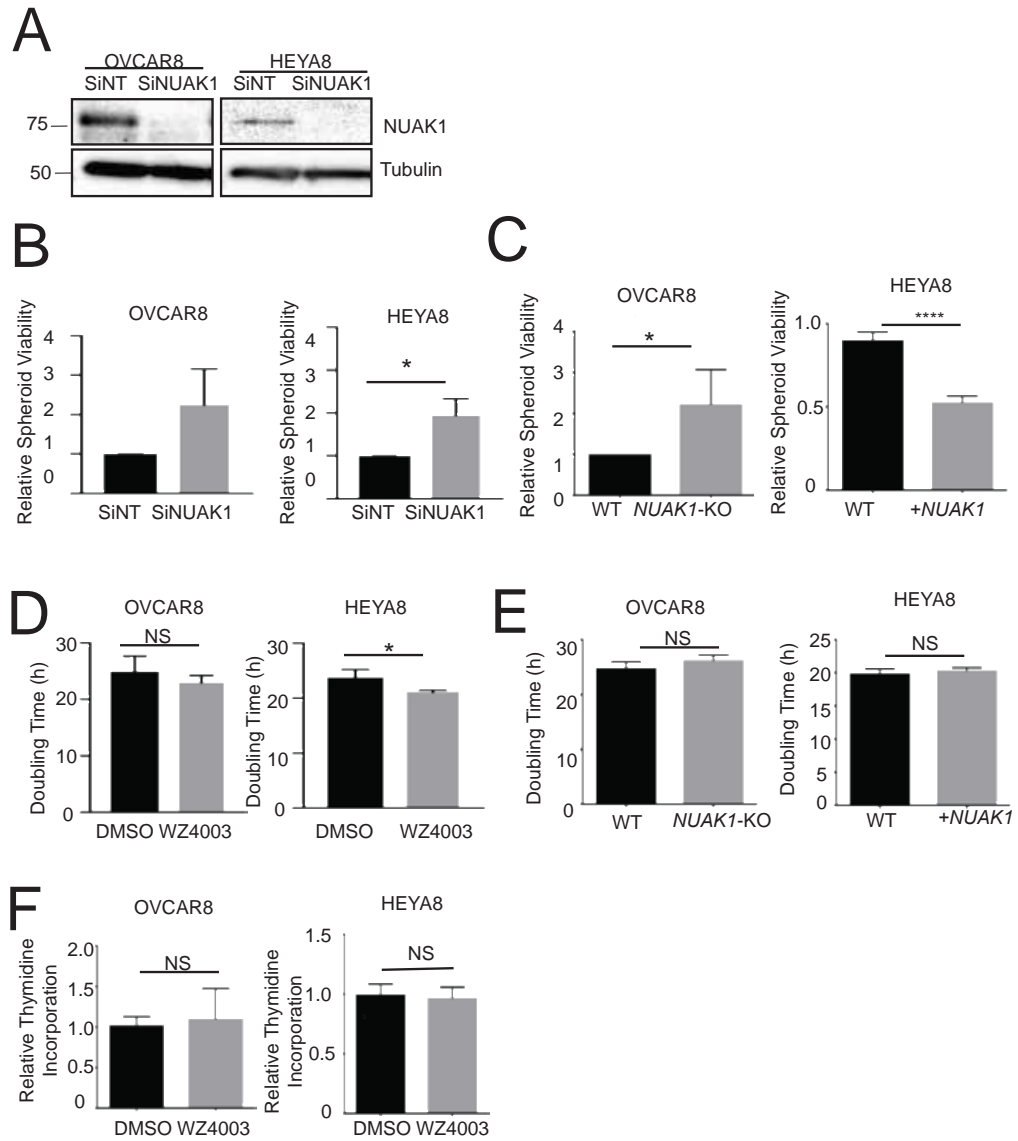 A
OVCAR8 HEYA8
SiNT SiNUAK1 SiNT SiNUAK1
75 NUAK1
50 Tubulin
B
OVCAR8
Relative Spheroid Viability
4
3
2
1
0
SiNT SiNUAK1
HEYA8
Relative Spheroid Viability
4
3
2
1
0
*
SiNT SiNUAK1
C
OVCAR8
Relative Spheroid Viability
4
3
2
1
0
*
WT NUAK1-KO
HEYA8
Relative Spheroid Viability
1.0
0.5
0
****
WT +NUAK1
D
OVCAR8
Doubling Time (h)
30
20
10
0
NS
DMSO WZ4003
HEYA8
Doubling Time (h)
30
20
10
0
*
DMSO WZ4003
E
OVCAR8
Doubling Time (h)
30
20
10
0
NS
WT NUAK1-KO
HEYA8
Doubling Time (h)
25
20
15
10
5
0
NS
WT +NUAK1
F
OVCAR8
Relative Thymidine
Incorporation
2.0
1.5
1.0
0.5
0
NS
DMSO WZ4003
HEYA8
Relative Thymidine
Incorporation
1.5
1.0
0.5
0
NS
DMSO WZ4003